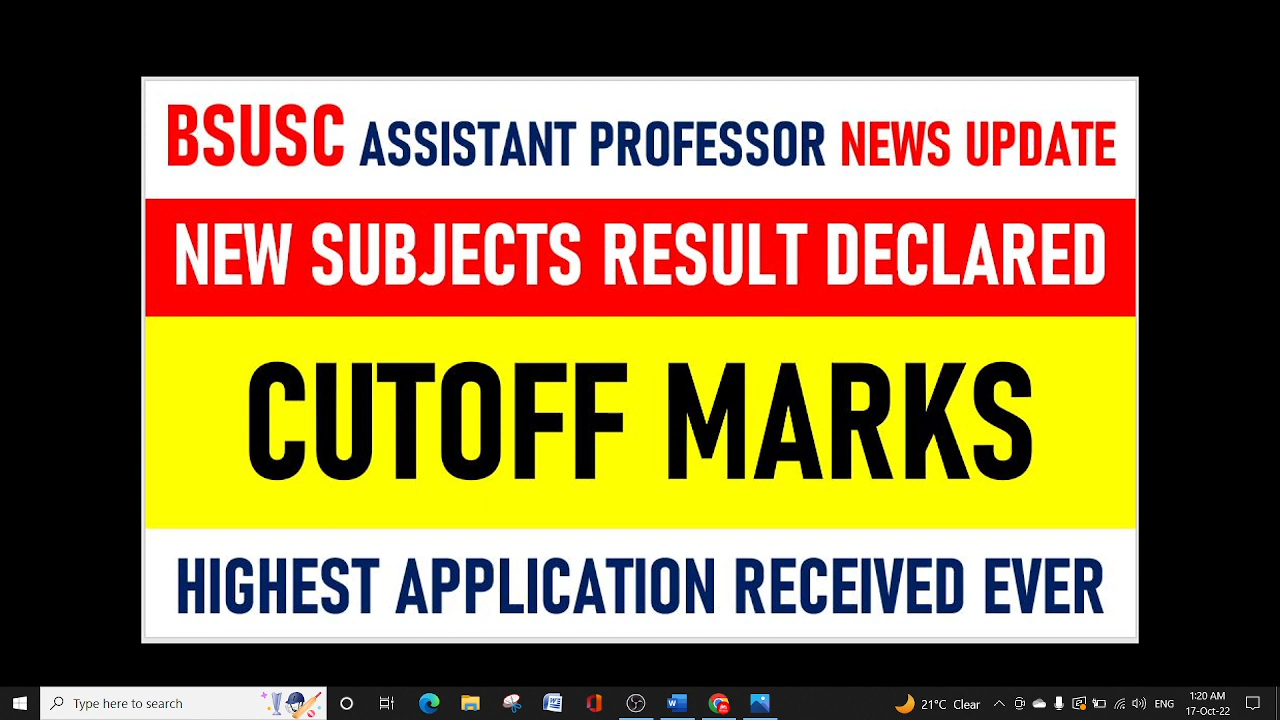 BSUSC ASSISTANT PROFESSOR NEWS UPDATE
NEW SUBJECTS RESULT DECLARED
CUTOFF MARKS
HIGHEST APPLICATION RECEIVED EVER
Type here to search
21°C Clear
ENG
1:20 AM
17-Oct-22